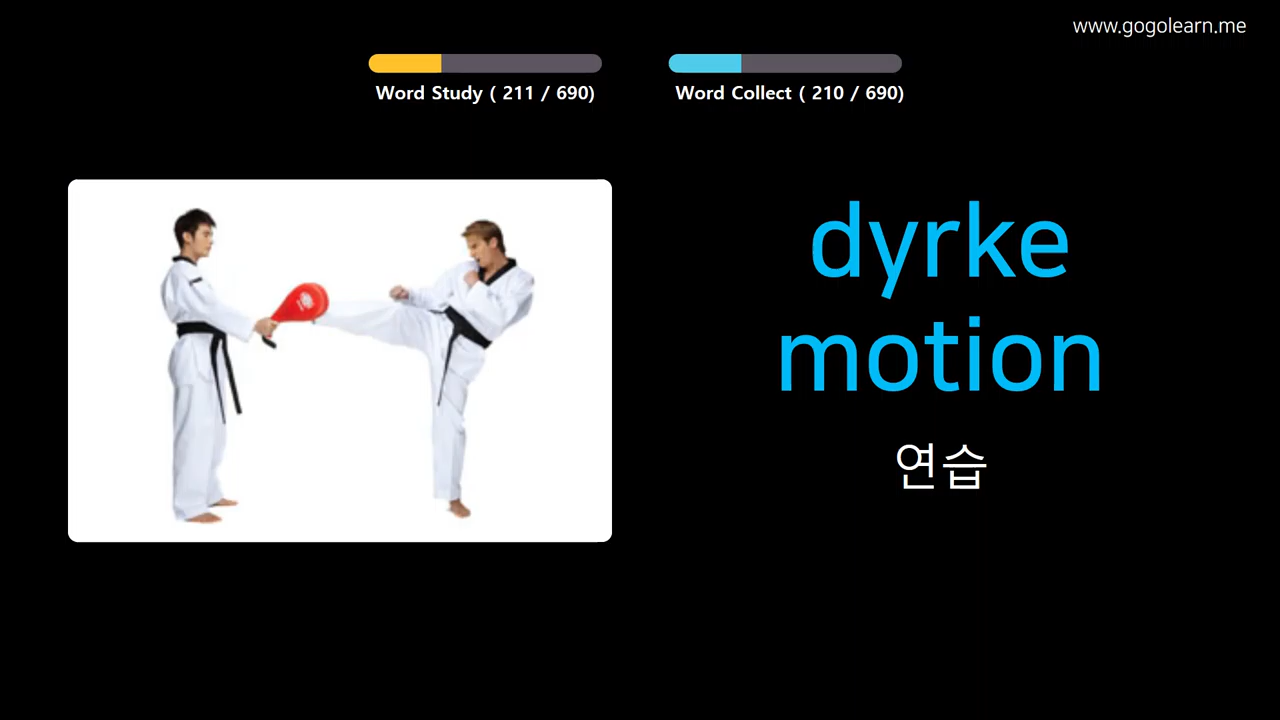 www.gogolearn.me
Word Study ( 211 / 690)
Word Collect ( 210 / 690)
dyrke
motion
연습